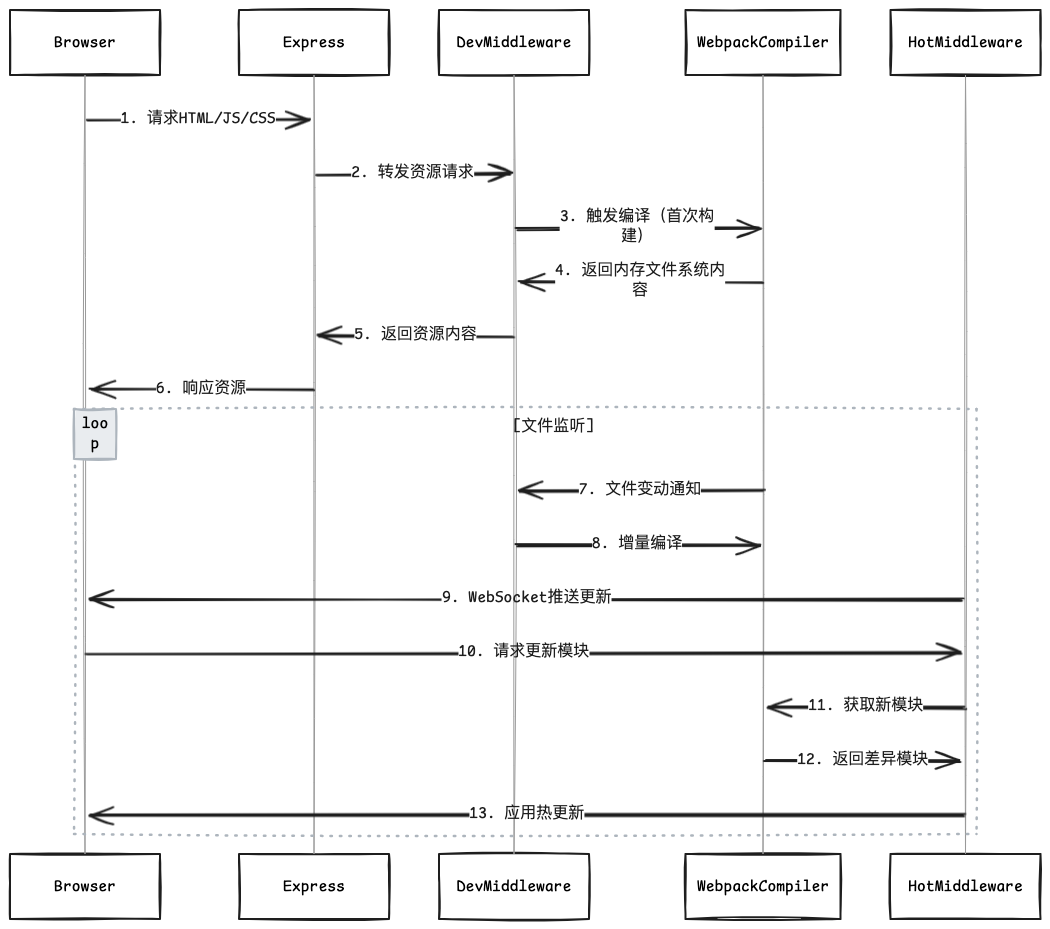 Browser
Express
DevMiddleware
WebpackCompiler
HotMiddleware
1. 请求HTML/JS/CSS
2. 转发资源请求
3. 触发编译（首次构
建）
4. 返回内存文件系统内
容
5. 返回资源内容
6. 响应资源
loo
p
[文件监听]
7. 文件变动通知
8. 增量编译
9. WebSocket推送更新
10. 请求更新模块
11. 获取新模块
12. 返回差异模块
13. 应用热更新
Browser
Express
DevMiddleware
WebpackCompiler
HotMiddleware